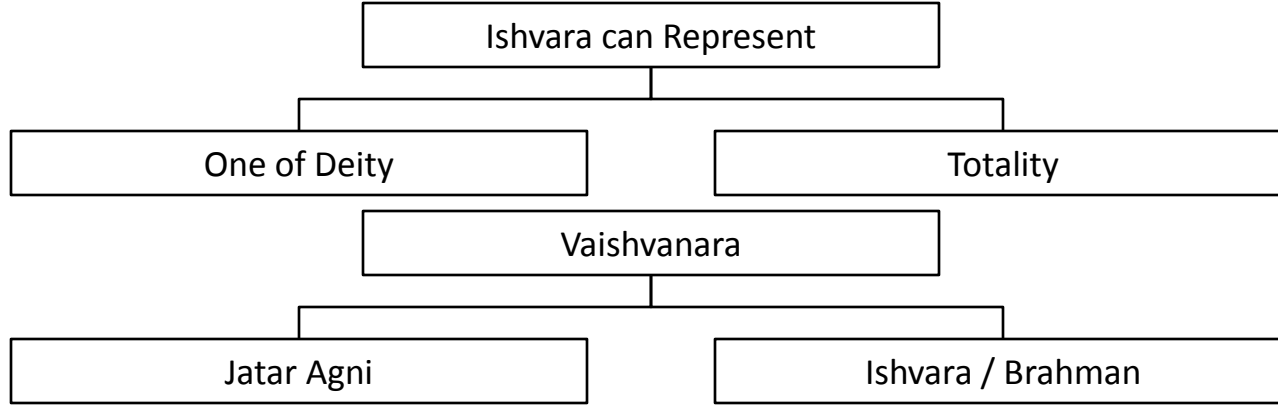 Ishvara can Represent
One of Deity
Totality
Vaishvanara
Jatar Agni
Ishvara / Brahman